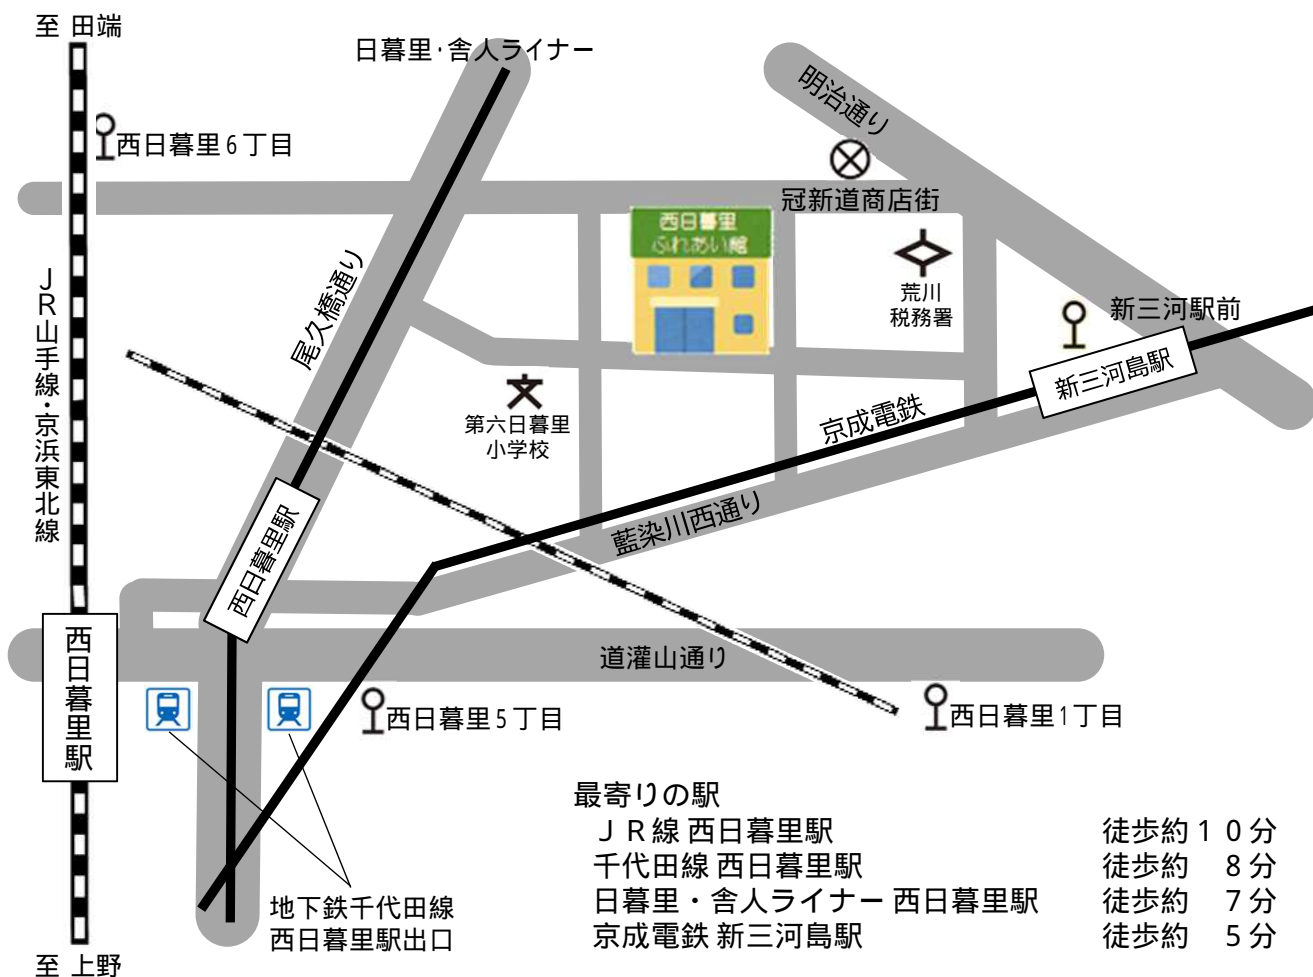 至 田端
日暮里・舎人ライナー
明治通り
西日暮里6丁目
冠新道商店街
西日暮里
ふれあい館
尾久橋通り
荒川
税務署
JR山手線・京浜東北線
新三河駅前
新三河島駅
第六日暮里
小学校
京成電鉄
藍染川西通り
西日暮里駅
西日暮里駅
道灌山通り
西日暮里5丁目
西日暮里1丁目
地下鉄千代田線
西日暮里駅出口
至 上野
最寄りの駅
JR線 西日暮里駅 徒歩約10分
千代田線 西日暮里駅 徒歩約 8分
日暮里・舎人ライナー 西日暮里駅 徒歩約 7分
京成電鉄 新三河島駅 徒歩約 5分